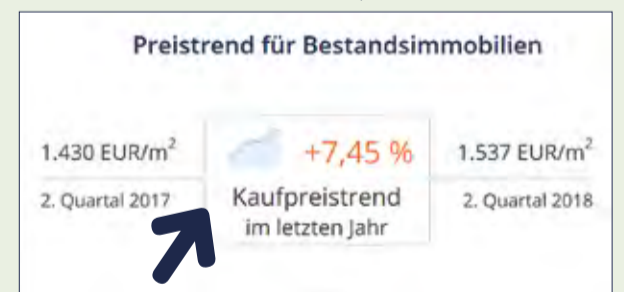 Preistrend für Bestandsimmobilien
1.430 EUR/m²
2. Quartal 2017
+7,45 %
Kaufpreistrend
im letzten Jahr
1.537 EUR/m²
2. Quartal 2018